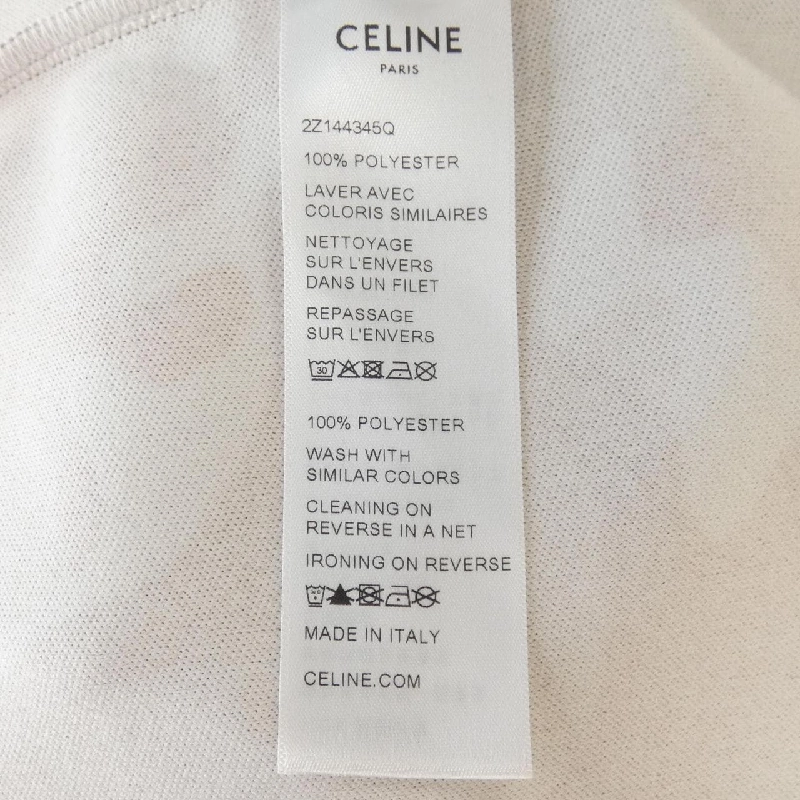 CELINE
PARIS
2Z144345Q
100% POLYESTER
LAVER AVEC
COLORIS SIMILAIRES
NETTOYAGE
SUR L'ENVERS
DANS UN FILET
REPASSAGE
SUR L'ENVERS
30
100% POLYESTER
WASH WITH
SIMILAR COLORS
CLEANING ON
REVERSE IN A NET
IRONING ON REVERSE
MADE IN ITALY
CELINE.COM